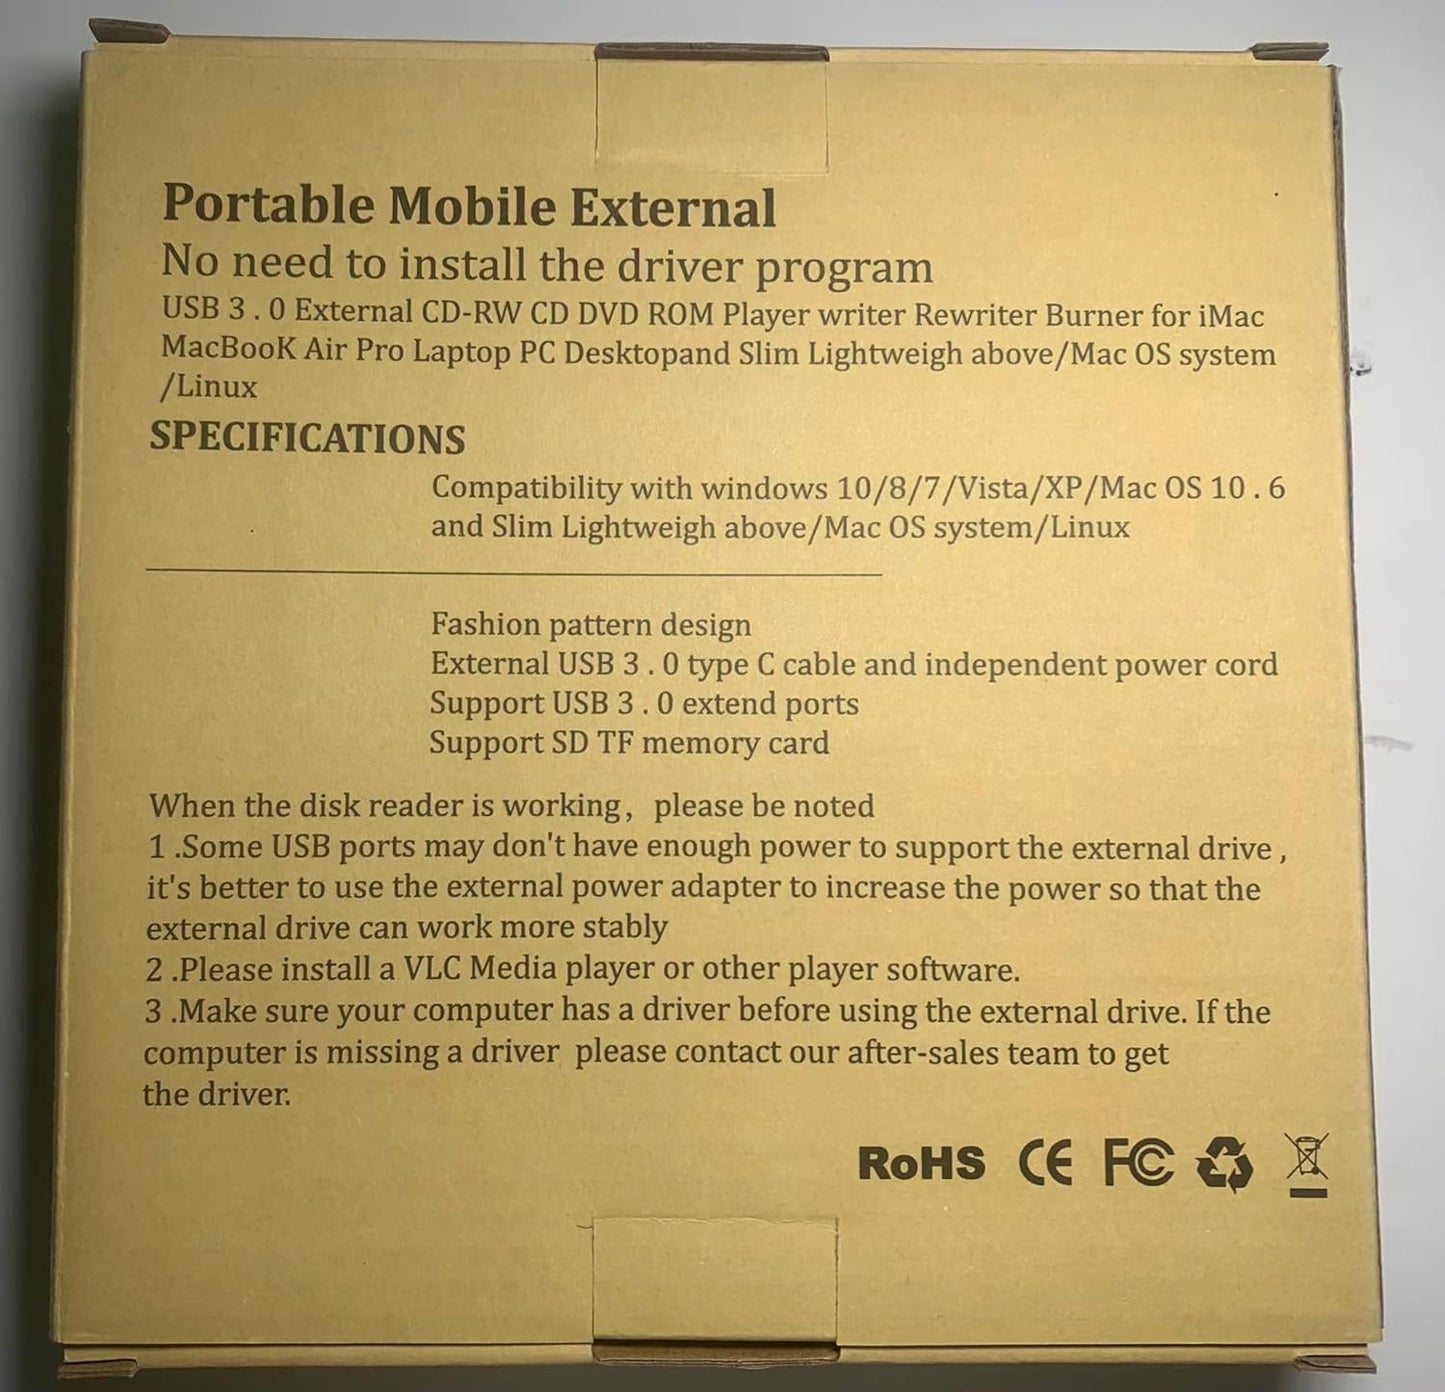 Portable Mobile External
No need to install the driver program
USB 3 . 0 External CD-RW CD DVD ROM Player writer Rewriter Burner for iMac
MacBooK Air Pro Laptop PC Desktopand Slim Lightweigh above/Mac OS system
/Linux
SPECIFICATIONS
Compatibility with windows 10/8/7/Vista/XP/Mac OS 10 . 6
and Slim Lightweigh above/Mac OS system/Linux
Fashion pattern design
External USB 3 . 0 type C cable and independent power cord
Support USB 3 . 0 extend ports
Support SD TF memory card
When the disk reader is working, please be noted
1 .Some USB ports may don't have enough power to support the external drive ,
it's better to use the external power adapter to increase the power so that the
external drive can work more stably
2 .Please install a VLC Media player or other player software.
3 .Make sure your computer has a driver before using the external drive. If the
computer is missing a driver please contact our after-sales team to get
the driver.
RoHS CE FC